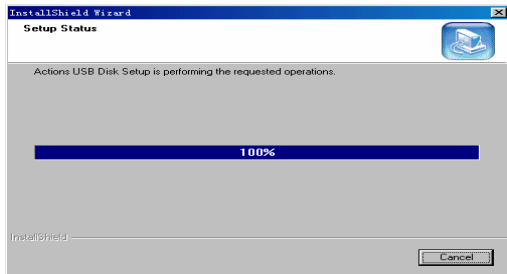 InstallShield Wizard
Setup Status
Actions USB Disk Setup is performing the requested operations.
100%
InstallShield
Cancel